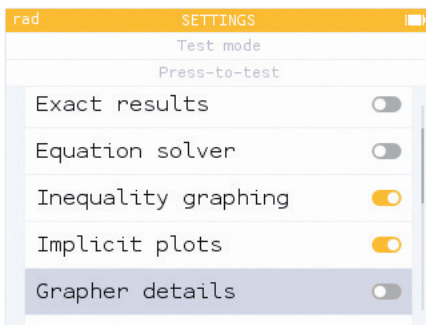 rad SETTINGS
Test mode
Press-to-test
Exact results
Equation solver
Inequality graphing
Implicit plots
Grapher details